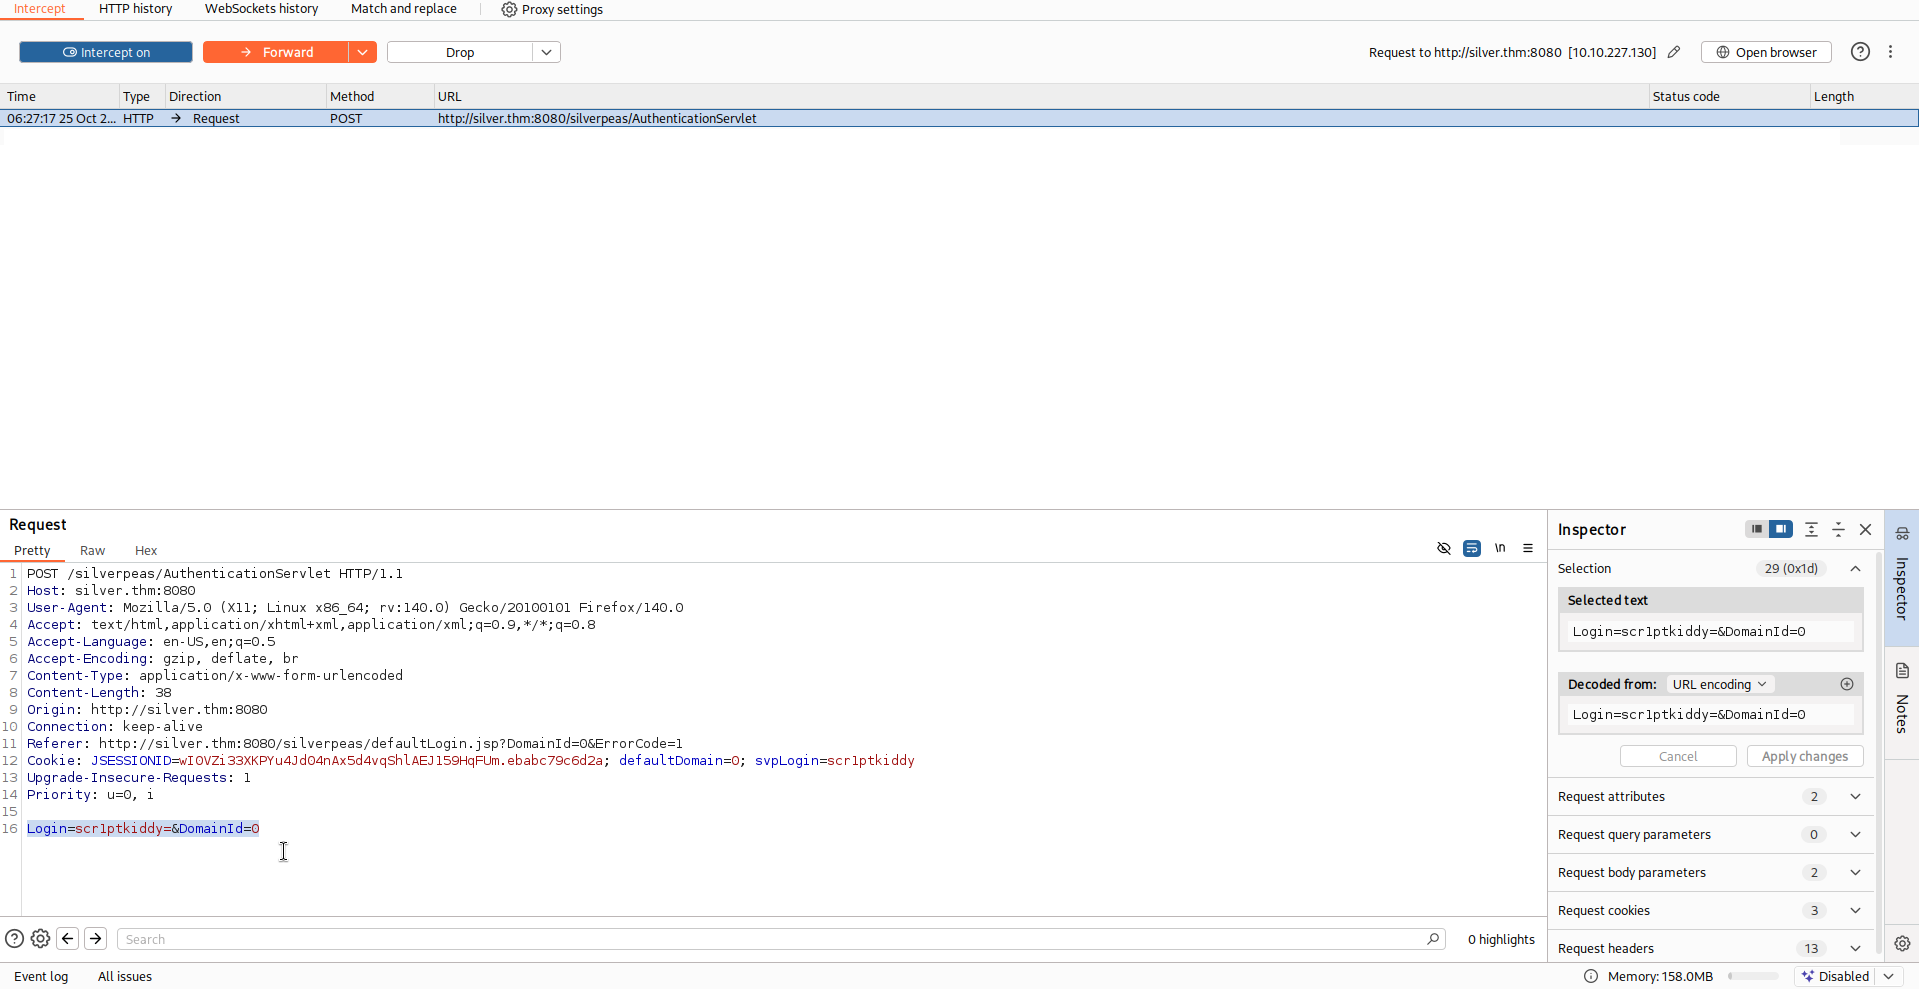 Intercept HTTP history WebSockets history Match and replace Proxy settings
Intercept on Forward Drop Request to http://silver.thm:8080 [10.10.227.130] Open browser
Time Type Direction Method URL Status code Length
06:27:17 25 Oct 2... HTTP Request POST http://silver.thm:8080/silverpeas/AuthenticationServlet
Request
Pretty Raw Hex \n
1 POST /silverpeas/AuthenticationServlet HTTP/1.1
2 Host: silver.thm:8080
3 User-Agent: Mozilla/5.0 (X11; Linux x86_64; rv:140.0) Gecko/20100101 Firefox/140.0
4 Accept: text/html,application/xhtml+xml,application/xml;q=0.9,*/*;q=0.8
5 Accept-Language: en-US,en;q=0.5
6 Accept-Encoding: gzip, deflate, br
7 Content-Type: application/x-www-form-urlencoded
8 Content-Length: 38
9 Origin: http://silver.thm:8080
10 Connection: keep-alive
11 Referer: http://silver.thm:8080/silverpeas/defaultLogin.jsp?DomainId=0&ErrorCode=1
12 Cookie: JSESSIONID=wIOVZi33XKPYu4Jd04nAx5d4vqShlAEJ159HqFUm.ebabc79c6d2a; defaultDomain=0; svpLogin=scr1ptkiddy
13 Upgrade-Insecure-Requests: 1
14 Priority: u=0, i
15
16 Login=scr1ptkiddy=&DomainId=0
Search 0 highlights
Inspector
Selection 29 (0x1d)
Selected text
Login=scr1ptkiddy=&DomainId=0
Decoded from: URL encoding
Login=scr1ptkiddy=&DomainId=0
Cancel Apply changes
Request attributes 2
Request query parameters 0
Request body parameters 2
Request cookies 3
Request headers 13
Inspector
Notes
Event log All issues Memory: 158.0MB Disabled